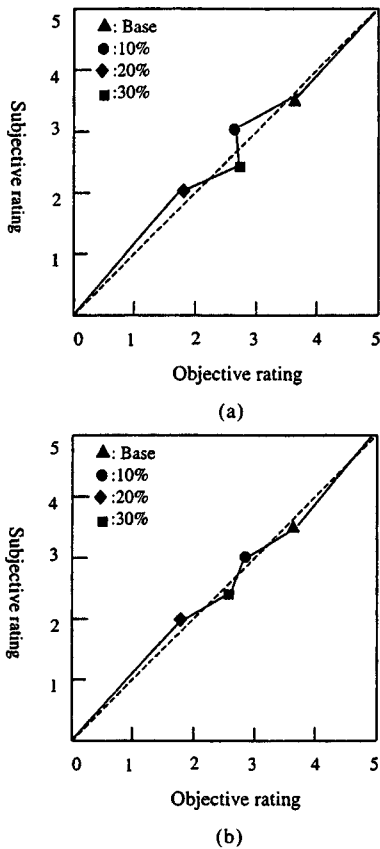 5
4
3
2
1
▲: Base
●:10%
◆:20%
■:30%
Subjective rating
0 1 2 3 4 5
Objective rating
(a)
5
4
3
2
1
▲: Base
●:10%
◆:20%
■:30%
Subjective rating
0 1 2 3 4 5
Objective rating
(b)